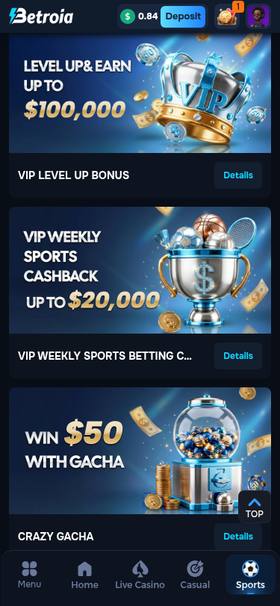 Betroia
$ 0.84 Deposit
1
LEVEL UP& EARN
UP TO
$100,000
VIP
VIP LEVEL UP BONUS
Details
VIP WEEKLY
SPORTS
CASHBACK
UP TO $20,000
$
VIP WEEKLY SPORTS BETTING C...
Details
WIN $50
WITH GACHA
TOP
CRAZY GACHA
Details
Menu
Home
Live Casino
Casual
Sports